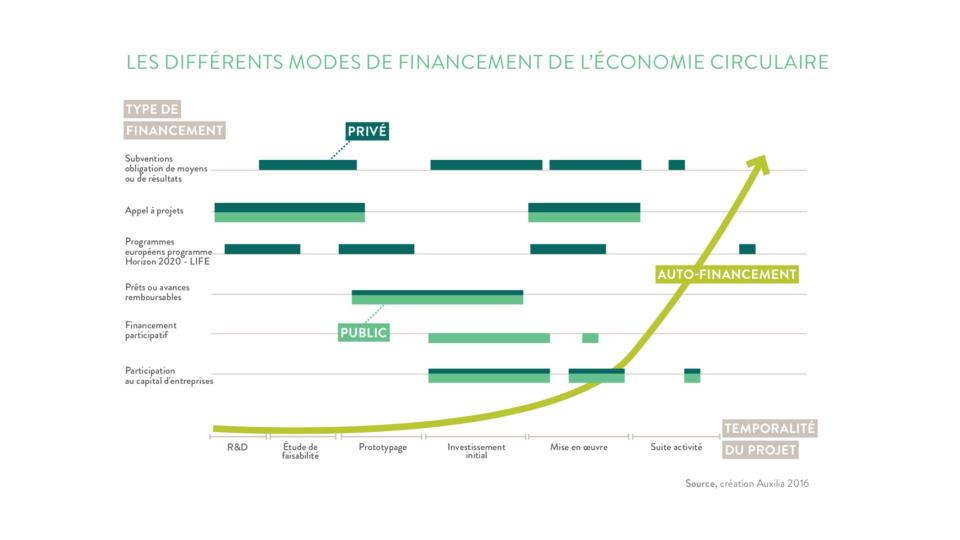 LES DIFFÉRENTS MODES DE FINANCEMENT DE L'ÉCONOMIE CIRCULAIRE
TYPE DE
FINANCEMENT
PRIVÉ
Subventions
obligation de moyens
ou de résultats
Appel à projets
Programmes
européens programme
Horizon 2020 - LIFE
AUTO-FINANCEMENT
Prêts ou avances
remboursables
PUBLIC
Financement
participatif
Participation
au capital d'entreprises
R&D
Étude de
faisabilité
Prototypage
Investissement
initial
Mise en œuvre
Suite activité
TEMPORALITÉ
DU PROJET
Source, création Auxilia 2016